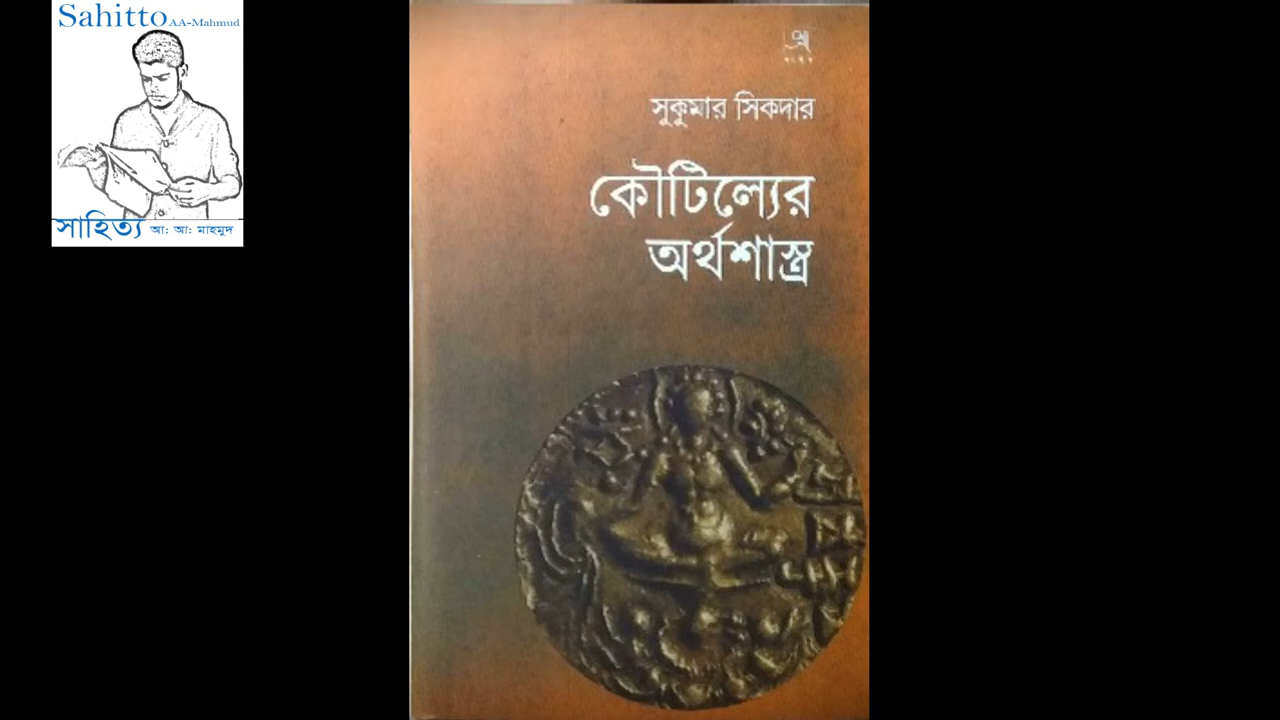 Sahitto AA-Mahmud
সাহিত্য আ: আ: মাহমুদ
সুকুমার সিকদার
কৌটিল্যের
অর্থশাস্ত্র